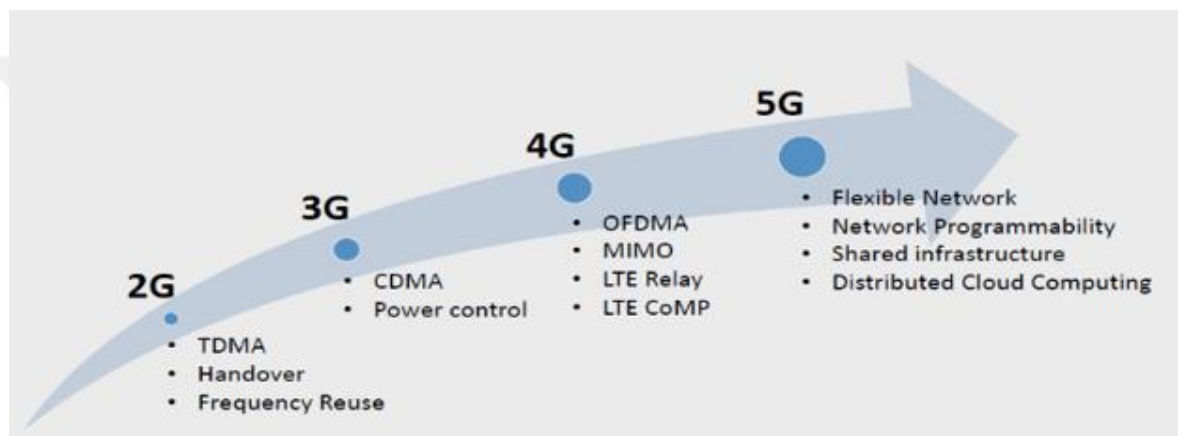 2G
• TDMA
• Handover
• Frequency Reuse
3G
• CDMA
• Power control
4G
• OFDMA
• MIMO
• LTE Relay
• LTE CoMP
5G
• Flexible Network
• Network Programmability
• Shared infrastructure
• Distributed Cloud Computing